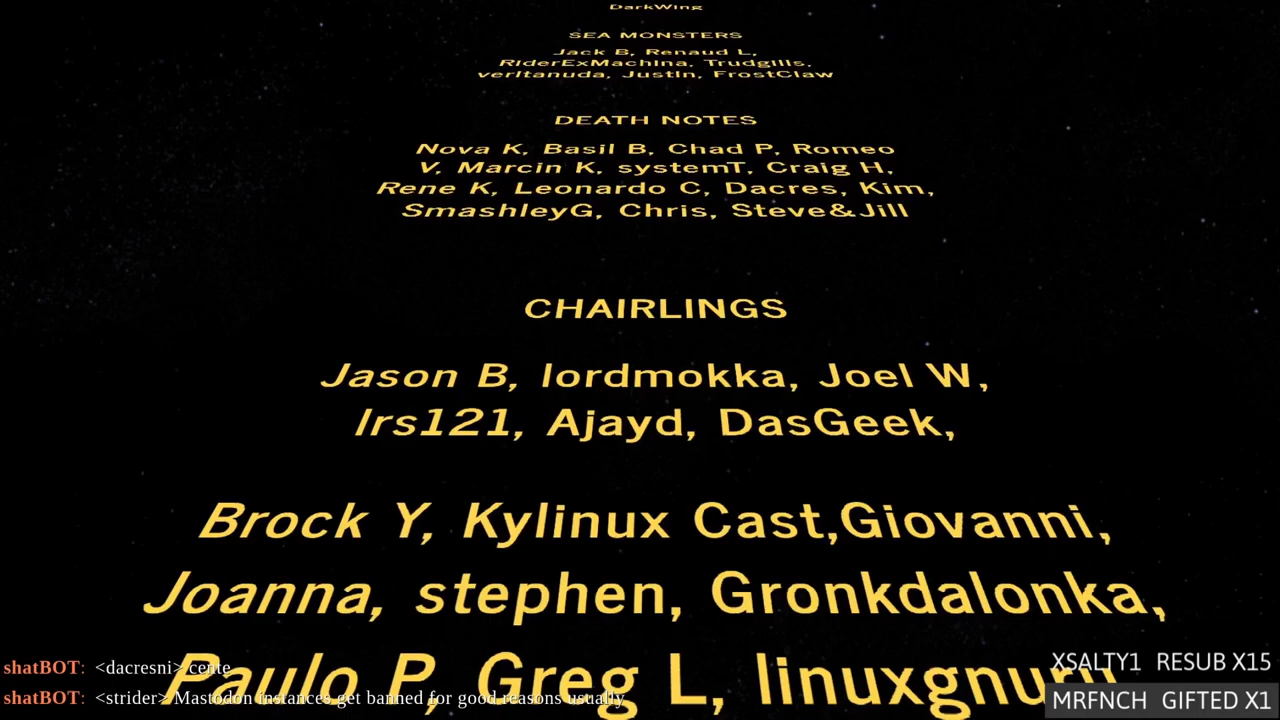 DarkWing
SEA MONSTERS
Jack B, Renaud L,
RiderExMachina, Trudgills,
veritanuda, Justin, FrostClaw
DEATH NOTES
Nova K, Basil B, Chad P, Romeo
V, Marcin K, systemT, Craig H,
Rene K, Leonardo C, Dacres, Kim,
SmashleyG, Chris, Steve&Jill
CHAIRLINGS
Jason B, lordmokka, Joel W,
lrs121, Ajayd, DasGeek,
Brock Y, Kylinux Cast,Giovanni,
Joanna, stephen, Gronkdalonka,
Paulo P, Greg L,
shatBOT: <dacresni> cente
shatBOT: <strider> Mastodon instances get banned for good reasons usually
XSALTY1 RESUB X15
MRFNCH GIFTED X1